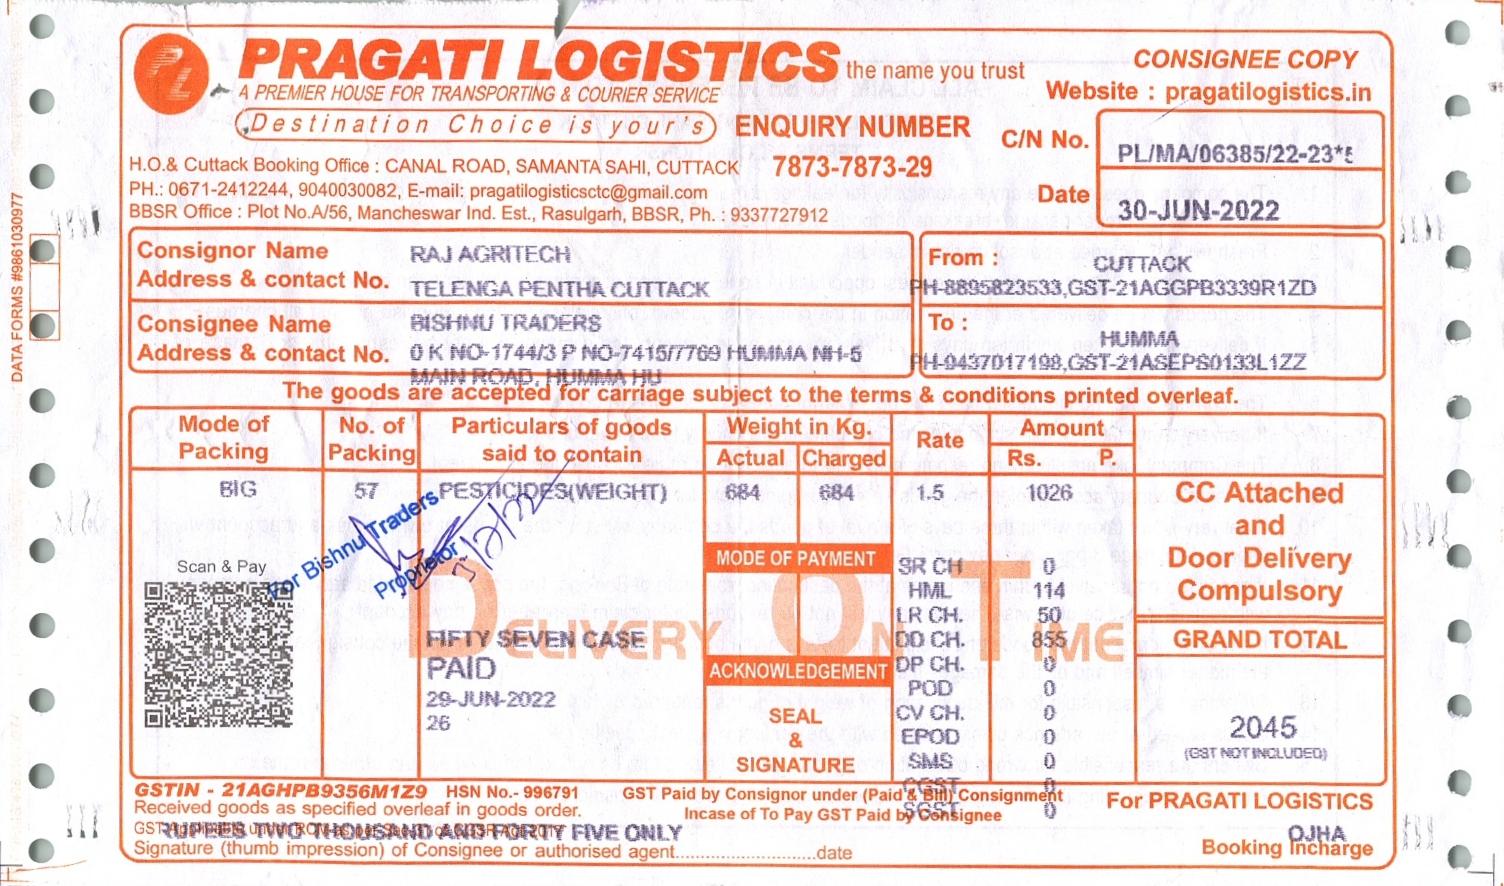 PRAGATI LOGISTICS the name you trust
A PREMIER HOUSE FOR TRANSPORTING & COURIER SERVICE
Destination Choice is your's
ENQUIRY NUMBER
7873-7873-29
CONSIGNEE COPY
Website : pragatilogistics.in
C/N No. PL/MA/06385/22-23*
Date 30-JUN-2022
H.O.& Cuttack Booking Office : CANAL ROAD, SAMANTA SAHI, CUTTACK
PH.: 0671-2412244, 9040030082, E-mail: pragatilogisticsctc@gmail.com
BBSR Office : Plot No.A/56, Mancheswar Ind. Est., Rasulgarh, BBSR, Ph. : 9337727912
DATA FORMS #9861030977
Consignor Name RAJ AGRITECH
Address & contact No. TELENGA PENTHA CUTTACK
From : CUTTACK
PH-8895823533,GST-21AGGPB3339R1ZD
Consignee Name BISHNU TRADERS
Address & contact No. 0 K NO-1744/3 P NO-7415/7769 HUMMA NH-5
MAIN ROAD, HUMMA HU
To : HUMMA
PH-9437017198,GST-21ASEPS0133L1ZZ
The goods are accepted for carriage subject to the terms & conditions printed overleaf.
Mode of Packing
No. of Packing
Particulars of goods said to contain
Weight in Kg.
Actual Charged
Rate
Amount
Rs. P.
BIG 57 PESTICIDES(WEIGHT) 684 684 1.5 1026
CC Attached
and
Door Delivery
Compulsory
For Bishnu Traders
Proprietor
Scan & Pay
DELIVERY ON TIME
FIFTY SEVEN CASE
PAID
29-JUN-2022
26
MODE OF PAYMENT
ACKNOWLEDGEMENT
SEAL
&
SIGNATURE
SR CH 0
HML 114
LR CH. 50
DD CH. 855
DP CH. 0
POD 0
CV CH. 0
EPOD 0
SMS 0
CGST 0
SGST 0
GRAND TOTAL
2045
(GST NOT INCLUDED)
GSTIN - 21AGHPB9356M1Z9 HSN No.- 996791
GST Paid by Consignor under (Paid & Bill) Consignment
Incase of To Pay GST Paid by Consignee
Received goods as specified overleaf in goods order.
RUPEES TWO THOUSAND AND FORTY FIVE ONLY
Signature (thumb impression) of Consignee or authorised agent....................date
For PRAGATI LOGISTICS
OJHA
Booking Incharge